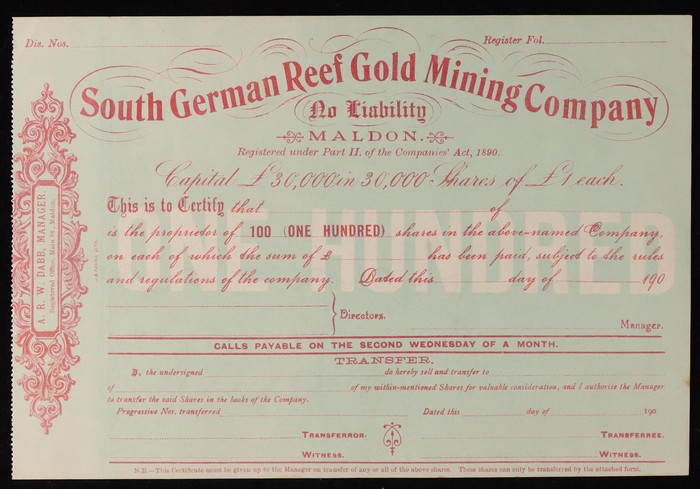 Dis. Nos.
Register Fol.
South German Reef Gold Mining Company
No Liability
MALDON.
Registered under Part II. of the Companies' Act, 1890.
Capital £30,000 in 30,000 Shares of £1 each.
This is to Certify that of
is the proprietor of 100 (ONE HUNDRED) shares in the above-named Company,
on each of which the sum of £ has been paid, subject to the rules
and regulations of the company. Dated this day of 190
ONE HUNDRED
Directors.
Manager.
A. R. W. DABB, MANAGER.
Registered Office, Main St., Maldon.
CALLS PAYABLE ON THE SECOND WEDNESDAY OF A MONTH.
TRANSFER.
I, the undersigned do hereby sell and transfer to
of of my within-mentioned Shares for valuable consideration, and I authorise the Manager
to transfer the said Shares in the books of the Company.
Progressive Nos. transferred Dated this day of 190
TRANSFEROR. TRANSFEREE.
WITNESS. WITNESS.
N.B.—This Certificate must be given up to the Manager on transfer of any or all of the above shares. These shares can only be transferred by the attached form.